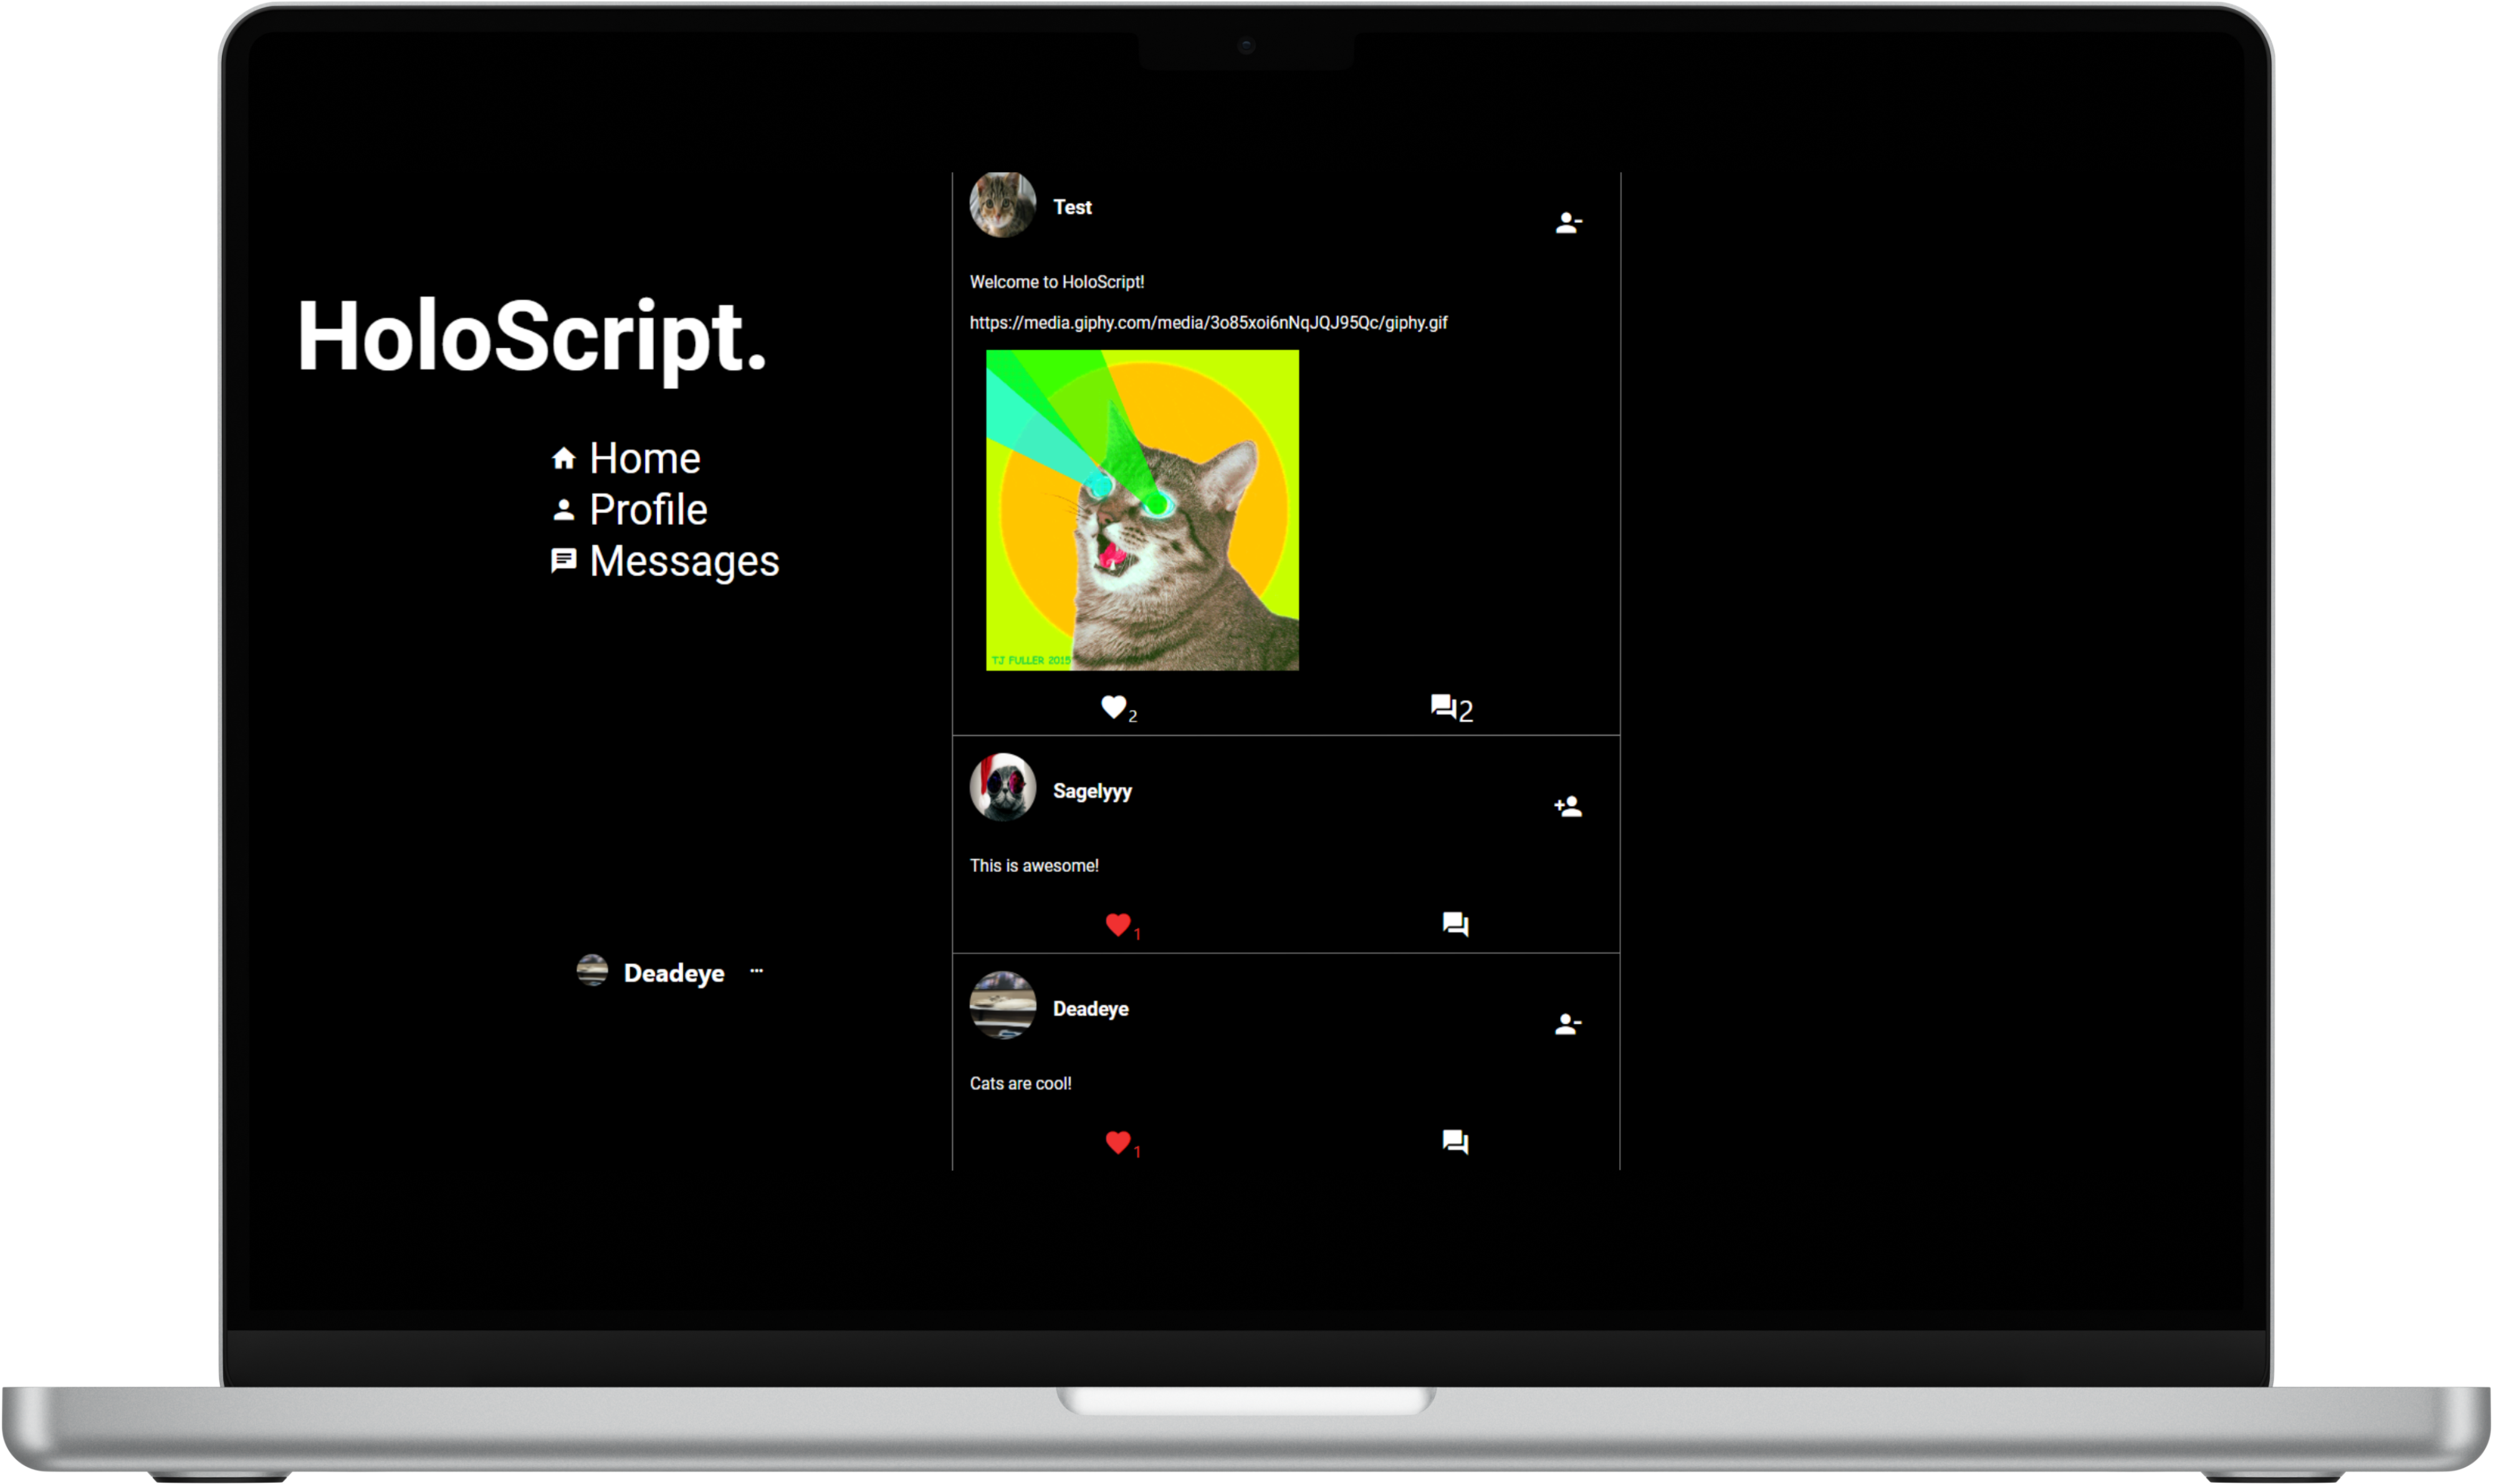 HoloScript.
Home
Profile
Messages
Deadeye
Test
Welcome to HoloScript!
https://media.giphy.com/media/3o85xoi6nNqJQJ95Qc/giphy.gif
TJ FULLER 2015
2
2
Sagelyyy
This is awesome!
1
Deadeye
Cats are cool!
1